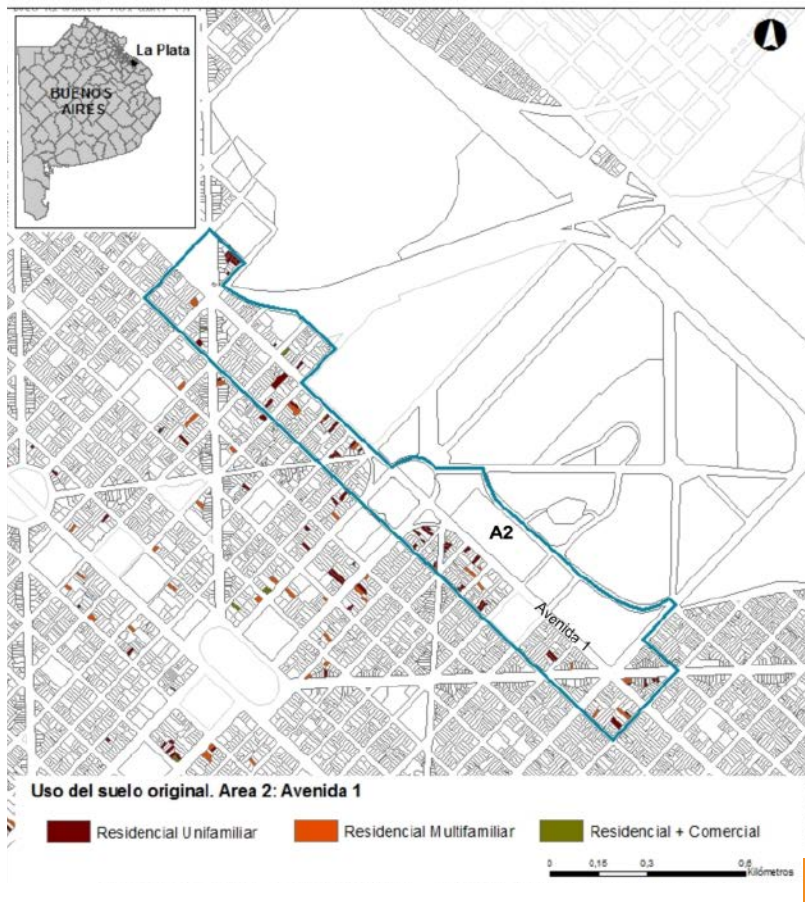 La Plata
BUENOS
AIRES
A2
Avenida 1
Uso del suelo original. Area 2: Avenida 1
Residencial Unifamiliar
Residencial Multifamiliar
Residencial + Comercial
0 0,15 0,3 0,6
Kilómetros